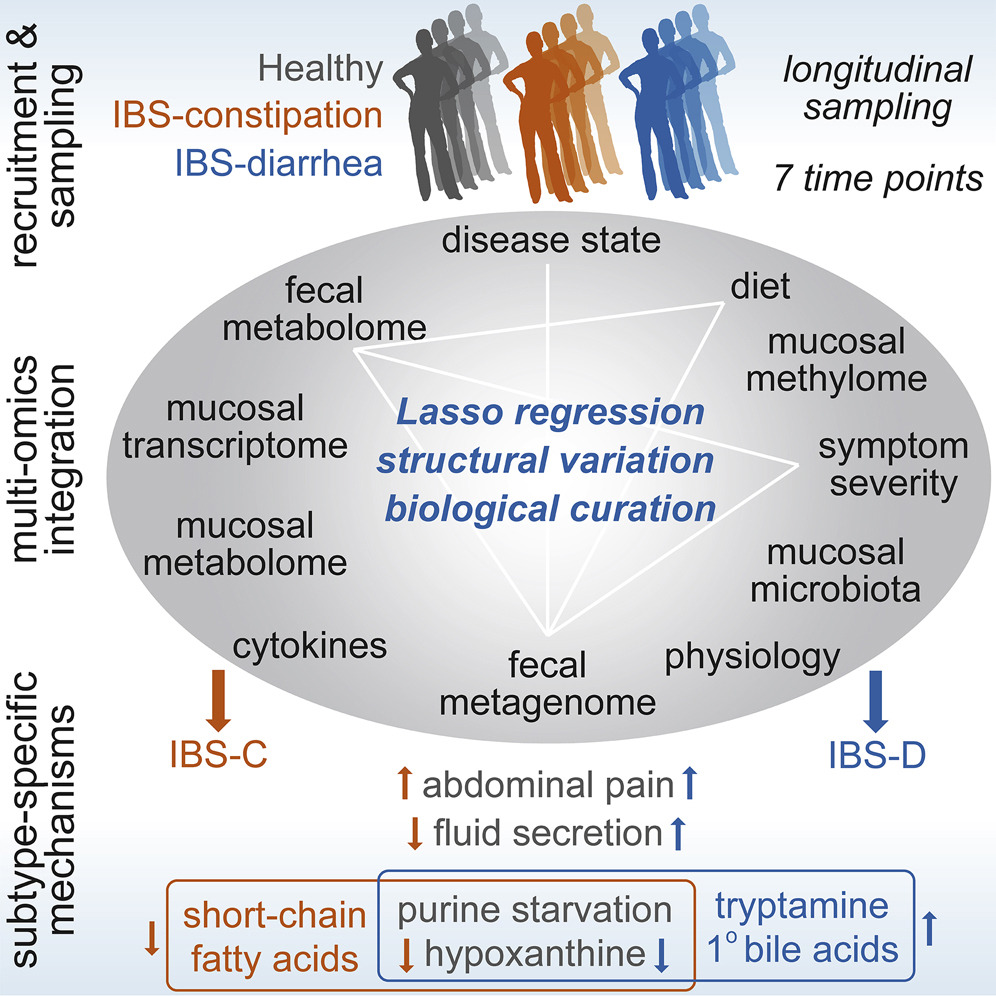 recruitment &
sampling
Healthy
IBS-constipation
IBS-diarrhea
longitudinal
sampling
7 time points
multi-omics
integration
disease state
fecal
metabolome
diet
mucosal
methylome
mucosal
transcriptome
Lasso regression
structural variation
biological curation
symptom
severity
mucosal
metabolome
mucosal
microbiota
cytokines
fecal
metagenome
physiology
subtype-specific
mechanisms
IBS-C
IBS-D
↑ abdominal pain ↑
↓ fluid secretion ↑
↓ short-chain
fatty acids
purine starvation
↓ hypoxanthine ↓
tryptamine
1° bile acids ↑